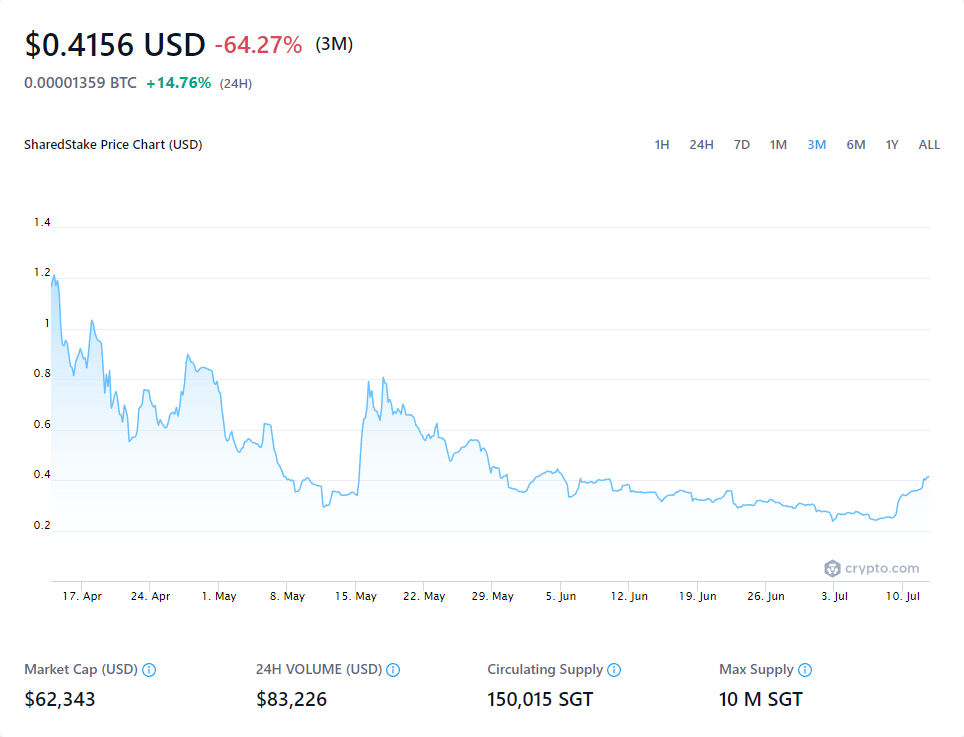 $0.4156 USD -64.27% (3M)
0.00001359 BTC +14.76% (24H)
SharedStake Price Chart (USD) 1H 24H 7D 1M 3M 6M 1Y ALL
1.4
1.2
1
0.8
0.6
0.4
0.2
crypto.com
17. Apr 24. Apr 1. May 8. May 15. May 22. May 29. May 5. Jun 12. Jun 19. Jun 26. Jun 3. Jul 10. Jul
Market Cap (USD) 24H VOLUME (USD) Circulating Supply Max Supply
$62,343 $83,226 150,015 SGT 10 M SGT